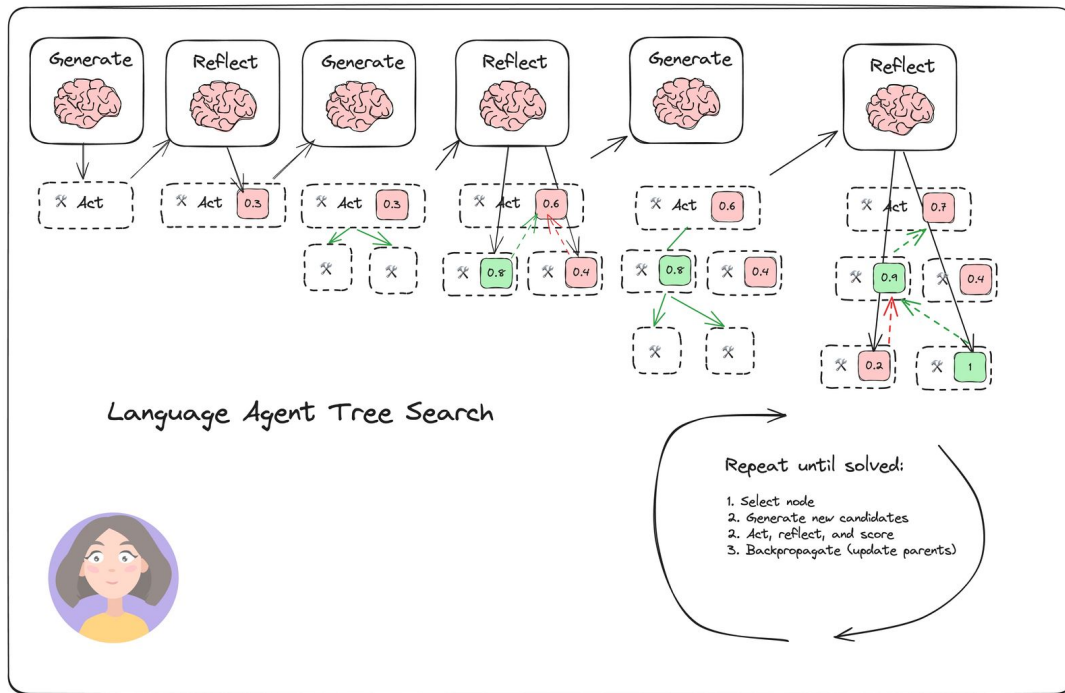 Generate
Reflect
Generate
Reflect
Generate
Reflect
Act
Act 0.3
Act 0.3
Act 0.6
Act 0.6
Act 0.7
0.8
0.4
0.8
0.4
0.9
0.4
0.2
1
Language Agent Tree Search
Repeat until solved:
1. Select node
2. Generate new candidates
2. Act, reflect, and score
3. Backpropagate (update parents)